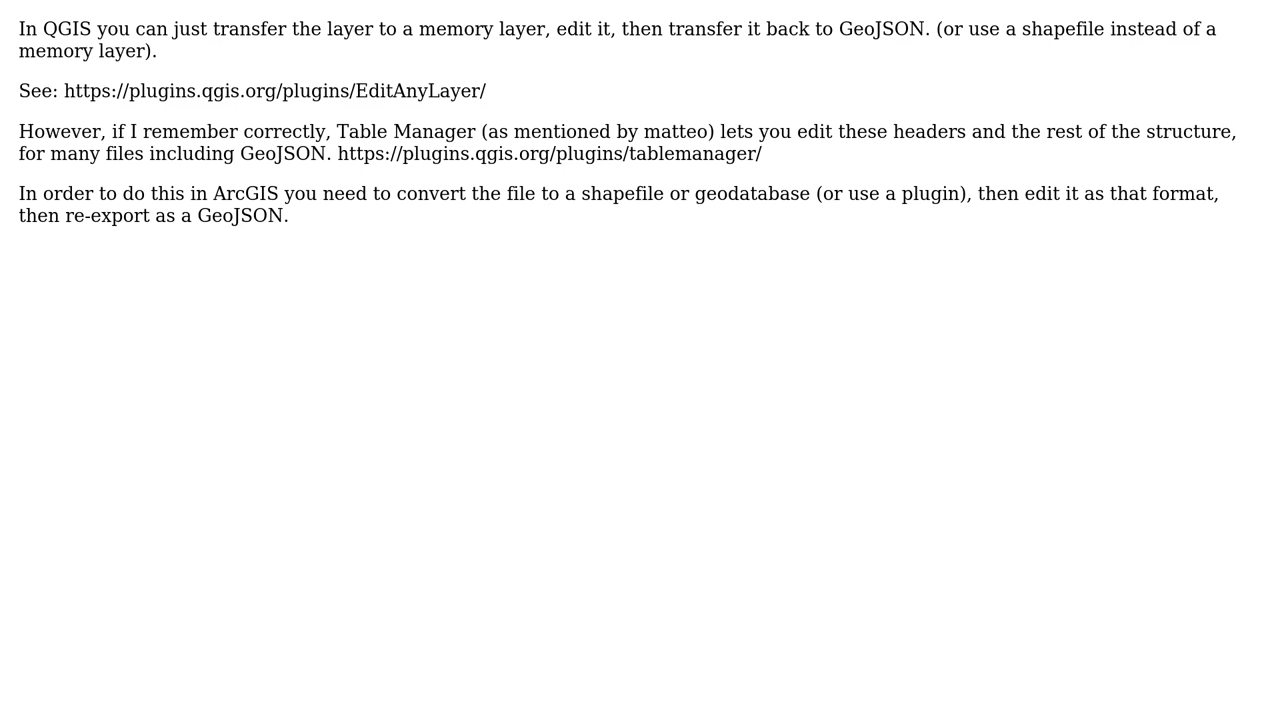 In QGIS you can just transfer the layer to a memory layer, edit it, then transfer it back to GeoJSON. (or use a shapefile instead of a
memory layer).
See: https://plugins.qgis.org/plugins/EditAnyLayer/
However, if I remember correctly, Table Manager (as mentioned by matteo) lets you edit these headers and the rest of the structure,
for many files including GeoJSON. https://plugins.qgis.org/plugins/tablemanager/
In order to do this in ArcGIS you need to convert the file to a shapefile or geodatabase (or use a plugin), then edit it as that format,
then re-export as a GeoJSON.